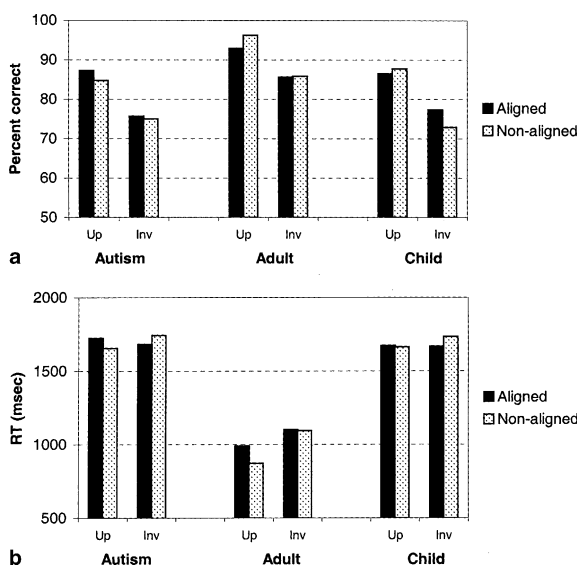 100
90
80
70
60
50
Percent correct
Aligned
Non-aligned
Up Inv Up Inv Up Inv
a Autism Adult Child
2000
1500
1000
500
RT (msec)
Aligned
Non-aligned
Up Inv Up Inv Up Inv
b Autism Adult Child